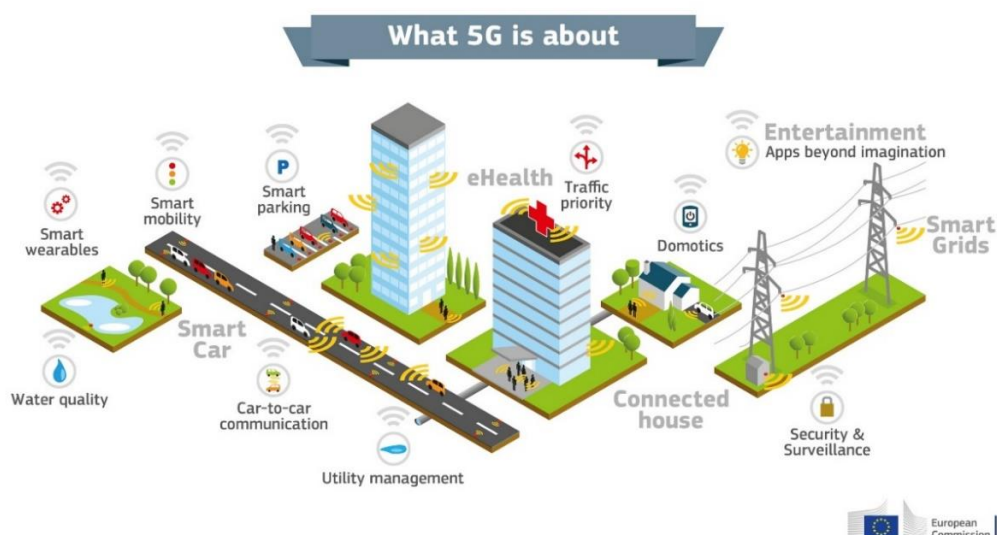 What 5G is about
Entertainment
Apps beyond imagination
eHealth
Traffic
priority
Smart
parking
Smart
mobility
Smart
wearables
Domotics
Smart
Grids
Smart
Car
Water quality
Car-to-car
communication
Connected
house
Security &
Surveillance
Utility management
P
European
Commission